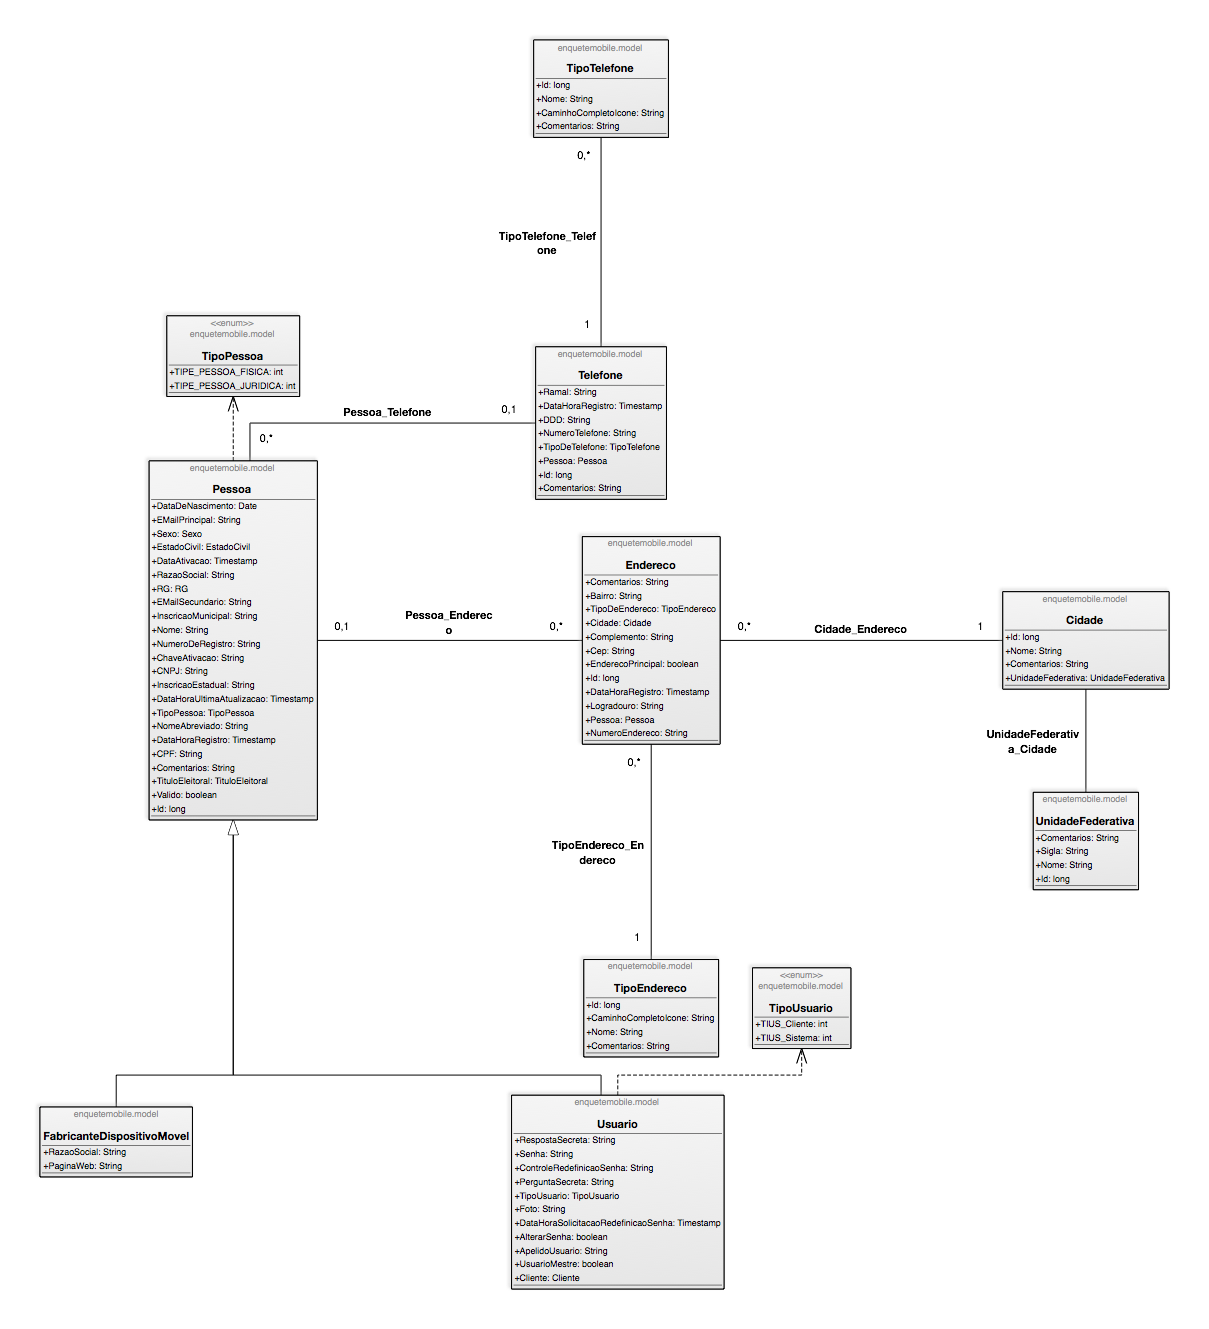 enquetemobile.model
TipoTelefone
+Id: long
+Nome: String
+CaminhoCompletoIcone: String
+Comentarios: String
0,*
TipoTelefone_Telef
one
1
<<enum>>
enquetemobile.model
TipoPessoa
+TIPE_PESSOA_FISICA: int
+TIPE_PESSOA_JURIDICA: int
enquetemobile.model
Telefone
+Ramal: String
+DataHoraRegistro: Timestamp
+DDD: String
+NumeroTelefone: String
+TipoDeTelefone: TipoTelefone
+Pessoa: Pessoa
+Id: long
+Comentarios: String
Pessoa_Telefone
0,1
0,*
enquetemobile.model
Pessoa
+DataDeNascimento: Date
+EMailPrincipal: String
+Sexo: Sexo
+EstadoCivil: EstadoCivil
+DataAtivacao: Timestamp
+RazaoSocial: String
+RG: RG
+EMailSecundario: String
+InscricaoMunicipal: String
+Nome: String
+NumeroDeRegistro: String
+ChaveAtivacao: String
+CNPJ: String
+InscricaoEstadual: String
+DataHoraUltimaAtualizacao: Timestamp
+TipoPessoa: TipoPessoa
+NomeAbreviado: String
+DataHoraRegistro: Timestamp
+CPF: String
+Comentarios: String
+TituloEleitoral: TituloEleitoral
+Valido: boolean
+Id: long
Pessoa_Enderec
o
0,1
0,*
enquetemobile.model
Endereco
+Comentarios: String
+Bairro: String
+TipoDeEndereco: TipoEndereco
+Cidade: Cidade
+Complemento: String
+Cep: String
+EnderecoPrincipal: boolean
+Id: long
+DataHoraRegistro: Timestamp
+Logradouro: String
+Pessoa: Pessoa
+NumeroEndereco: String
0,*
Cidade_Endereco
1
enquetemobile.model
Cidade
+Id: long
+Nome: String
+Comentarios: String
+UnidadeFederativa: UnidadeFederativa
UnidadeFederativ
a_Cidade
enquetemobile.model
UnidadeFederativa
+Comentarios: String
+Sigla: String
+Nome: String
+Id: long
0,*
TipoEndereco_En
dereco
1
enquetemobile.model
TipoEndereco
+Id: long
+CaminhoCompletoIcone: String
+Nome: String
+Comentarios: String
<<enum>>
enquetemobile.model
TipoUsuario
+TIUS_Cliente: int
+TIUS_Sistema: int
enquetemobile.model
FabricanteDispositivoMovel
+RazaoSocial: String
+PaginaWeb: String
enquetemobile.model
Usuario
+RespostaSecreta: String
+Senha: String
+ControleRedefinicaoSenha: String
+PerguntaSecreta: String
+TipoUsuario: TipoUsuario
+Foto: String
+DataHoraSolicitacaoRedefinicaoSenha: Timestamp
+AlterarSenha: boolean
+ApelidoUsuario: String
+UsuarioMestre: boolean
+Cliente: Cliente